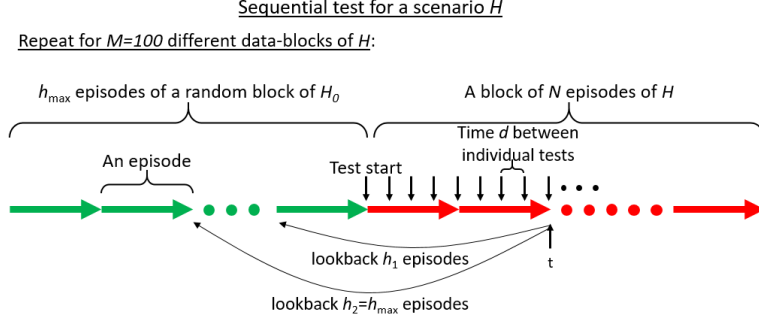 Sequential test for a scenario H
Repeat for M=100 different data-blocks of H:
hmax episodes of a random block of H0
A block of N episodes of H
Time d between
individual tests
An episode
Test start
lookback h1 episodes
t
lookback h2=hmax episodes